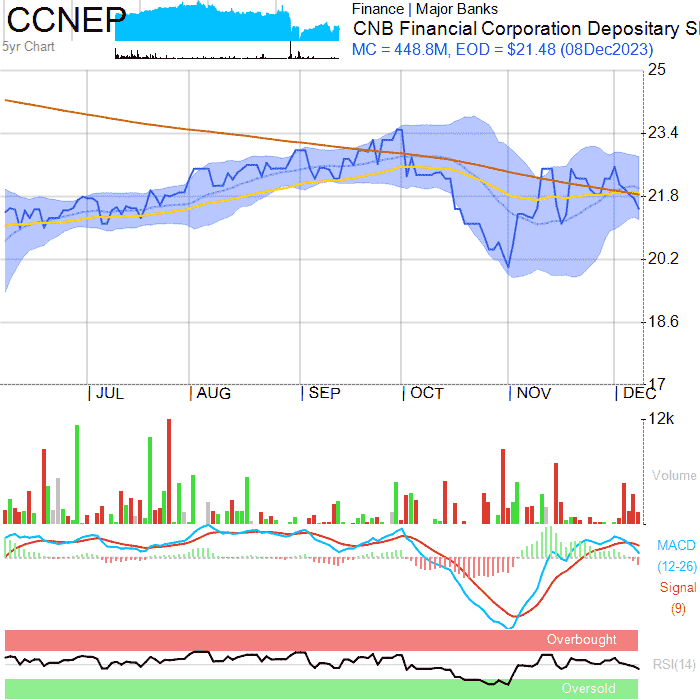 CCNEP
5yr Chart
Finance | Major Banks
CNB Financial Corporation Depositary S
MC = 448.8M, EOD = $21.48 (08Dec2023)
25
23.4
21.8
20.2
18.6
17
JUL AUG SEP OCT NOV DEC
12k
Volume
MACD
(12-26)
Signal
(9)
Overbought
RSI(14)
Oversold